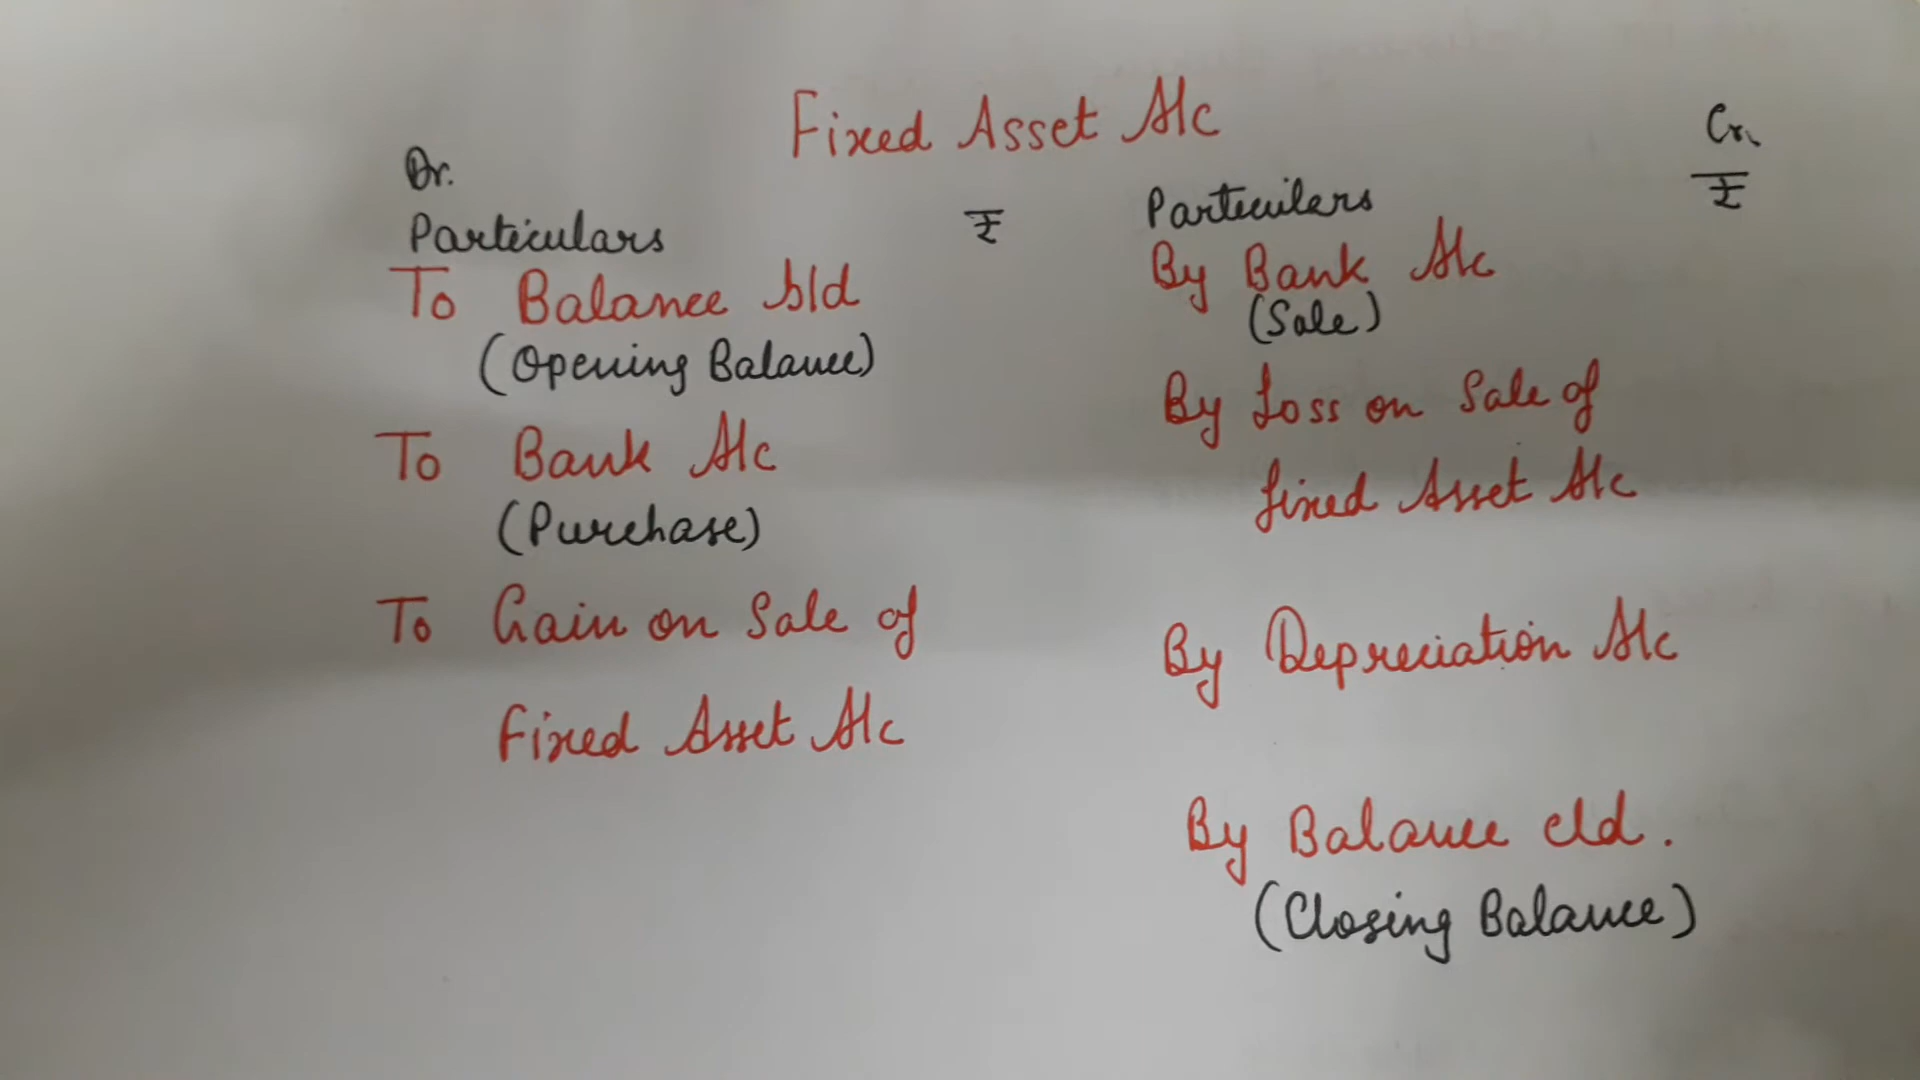 Fixed Asset A/c
Dr.
Cr.
Particulars ₹
To Balance b/d
(Opening Balance)
To Bank A/c
(Purchase)
To Gain on Sale of
Fixed Asset A/c
Particulars ₹
By Bank A/c
(Sale)
By Loss on Sale of
fixed Asset A/c
By Depreciation A/c
By Balance c/d.
(Closing Balance)